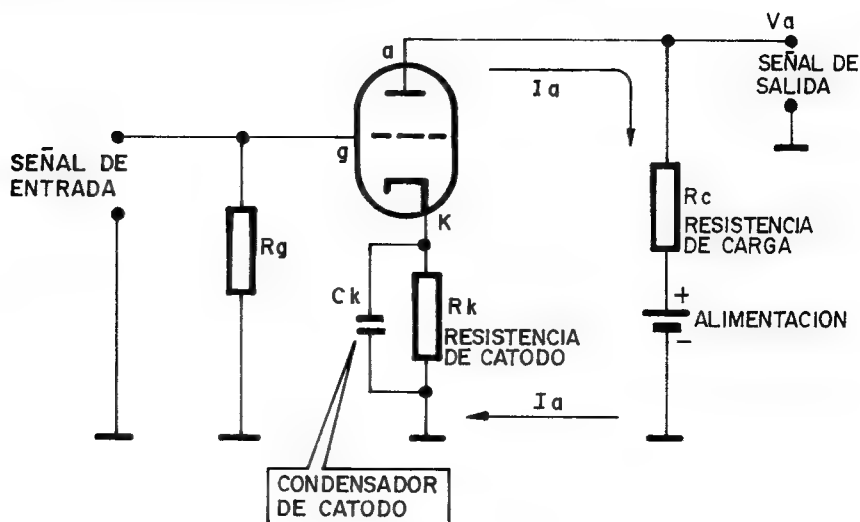 Va
a
SEÑAL DE
SALIDA
Ia
g
SEÑAL DE
ENTRADA
Rg
K
Rc
RESISTENCIA
DE CARGA
Ck
Rk
RESISTENCIA
DE CATODO
+
ALIMENTACION
-
Ia
CONDENSADOR
DE CATODO